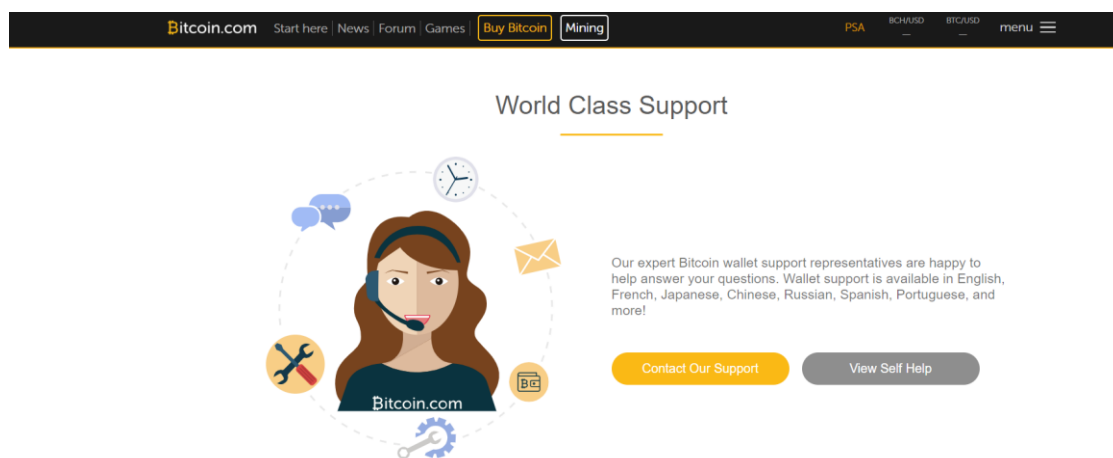 Bitcoin.com Start here News Forum Games Buy Bitcoin Mining PSA BCH/USD — BTC/USD — menu
World Class Support
Our expert Bitcoin wallet support representatives are happy to
help answer your questions. Wallet support is available in English,
French, Japanese, Chinese, Russian, Spanish, Portuguese, and
more!
Contact Our Support View Self Help
Bitcoin.com